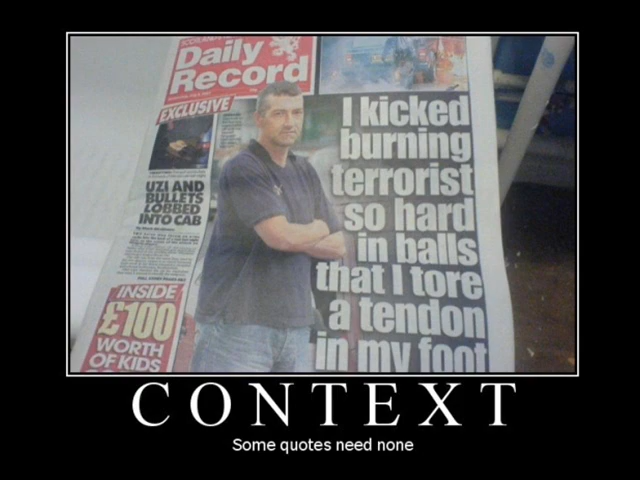 Daily
Record
EXCLUSIVE
I kicked
burning
terrorist
so hard
in balls
that I tore
a tendon
in my foot
UZI AND
BULLETS
LOBBED
INTO CAB
INSIDE
£100
WORTH
OF KIDS
CONTEXT
Some quotes need none